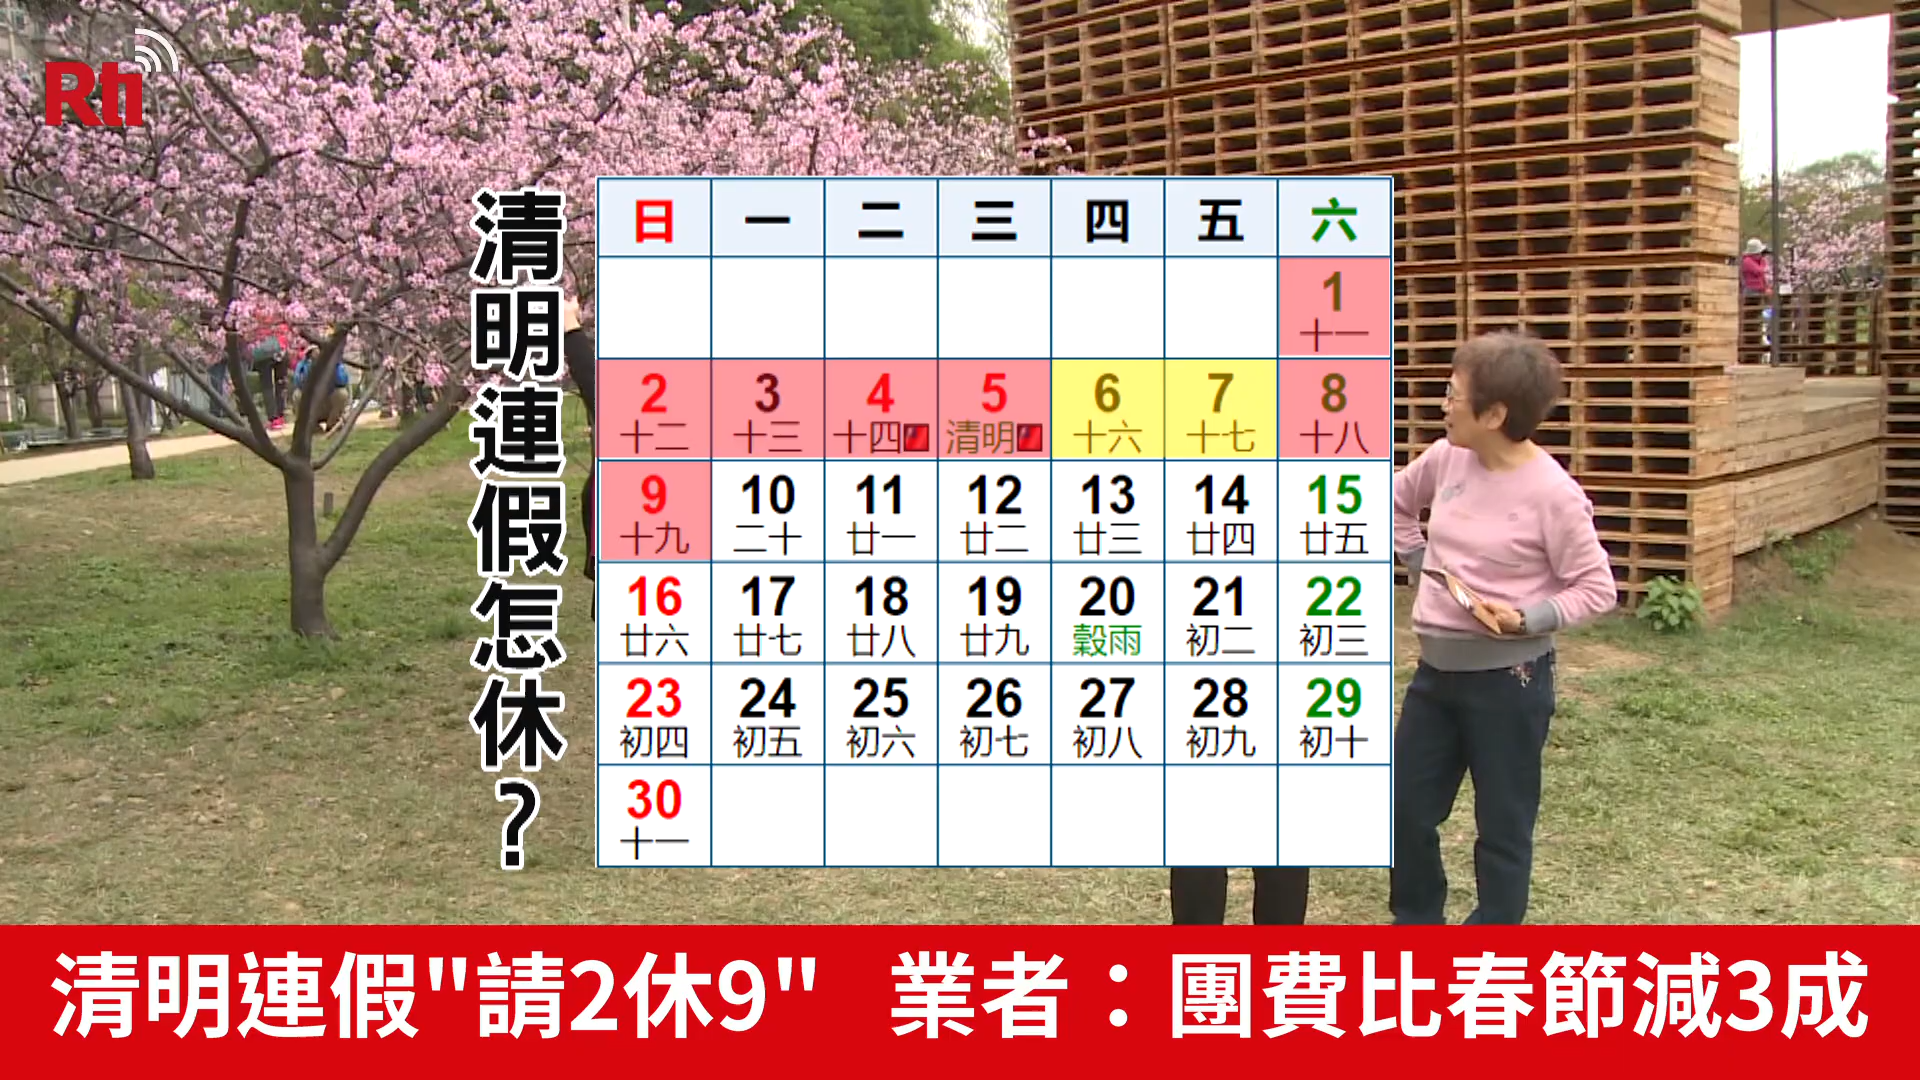 Rti
清明連假怎休?
日 一 二 三 四 五 六
1
十一
2 3 4 5 6 7 8
十二 十三 十四 清明 十六 十七 十八
9 10 11 12 13 14 15
十九 二十 廿一 廿二 廿三 廿四 廿五
16 17 18 19 20 21 22
廿六 廿七 廿八 廿九 穀雨 初二 初三
23 24 25 26 27 28 29
初四 初五 初六 初七 初八 初九 初十
30
十一
清明連假"請2休9" 業者：團費比春節減3成